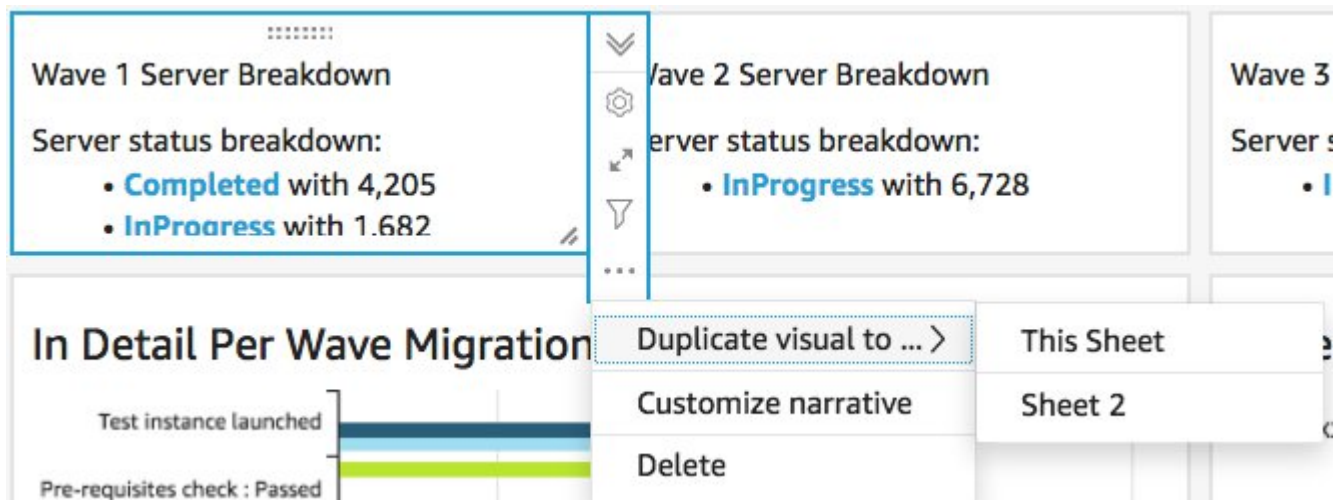 Wave 1 Server Breakdown
Server status breakdown:
• Completed with 4,205
• InProgress with 1,682
ave 2 Server Breakdown
erver status breakdown:
• InProgress with 6,728
Wave 3
Server
In Detail Per Wave Migration
Test instance launched
Pre-requisites check : Passed
Duplicate visual to ... >
Customize narrative
Delete
This Sheet
Sheet 2